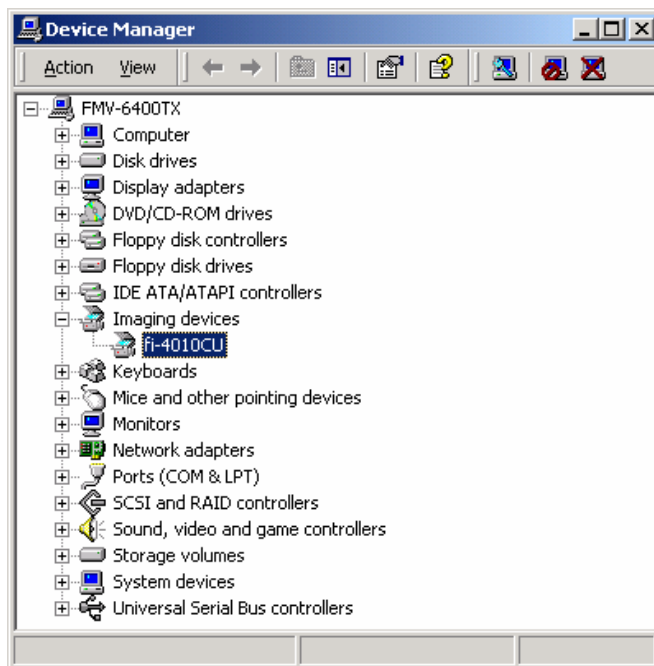 Device Manager
Action View
FMV-6400TX
Computer
Disk drives
Display adapters
DVD/CD-ROM drives
Floppy disk controllers
Floppy disk drives
IDE ATA/ATAPI controllers
Imaging devices
fi-4010CU
Keyboards
Mice and other pointing devices
Monitors
Network adapters
Ports (COM & LPT)
SCSI and RAID controllers
Sound, video and game controllers
Storage volumes
System devices
Universal Serial Bus controllers